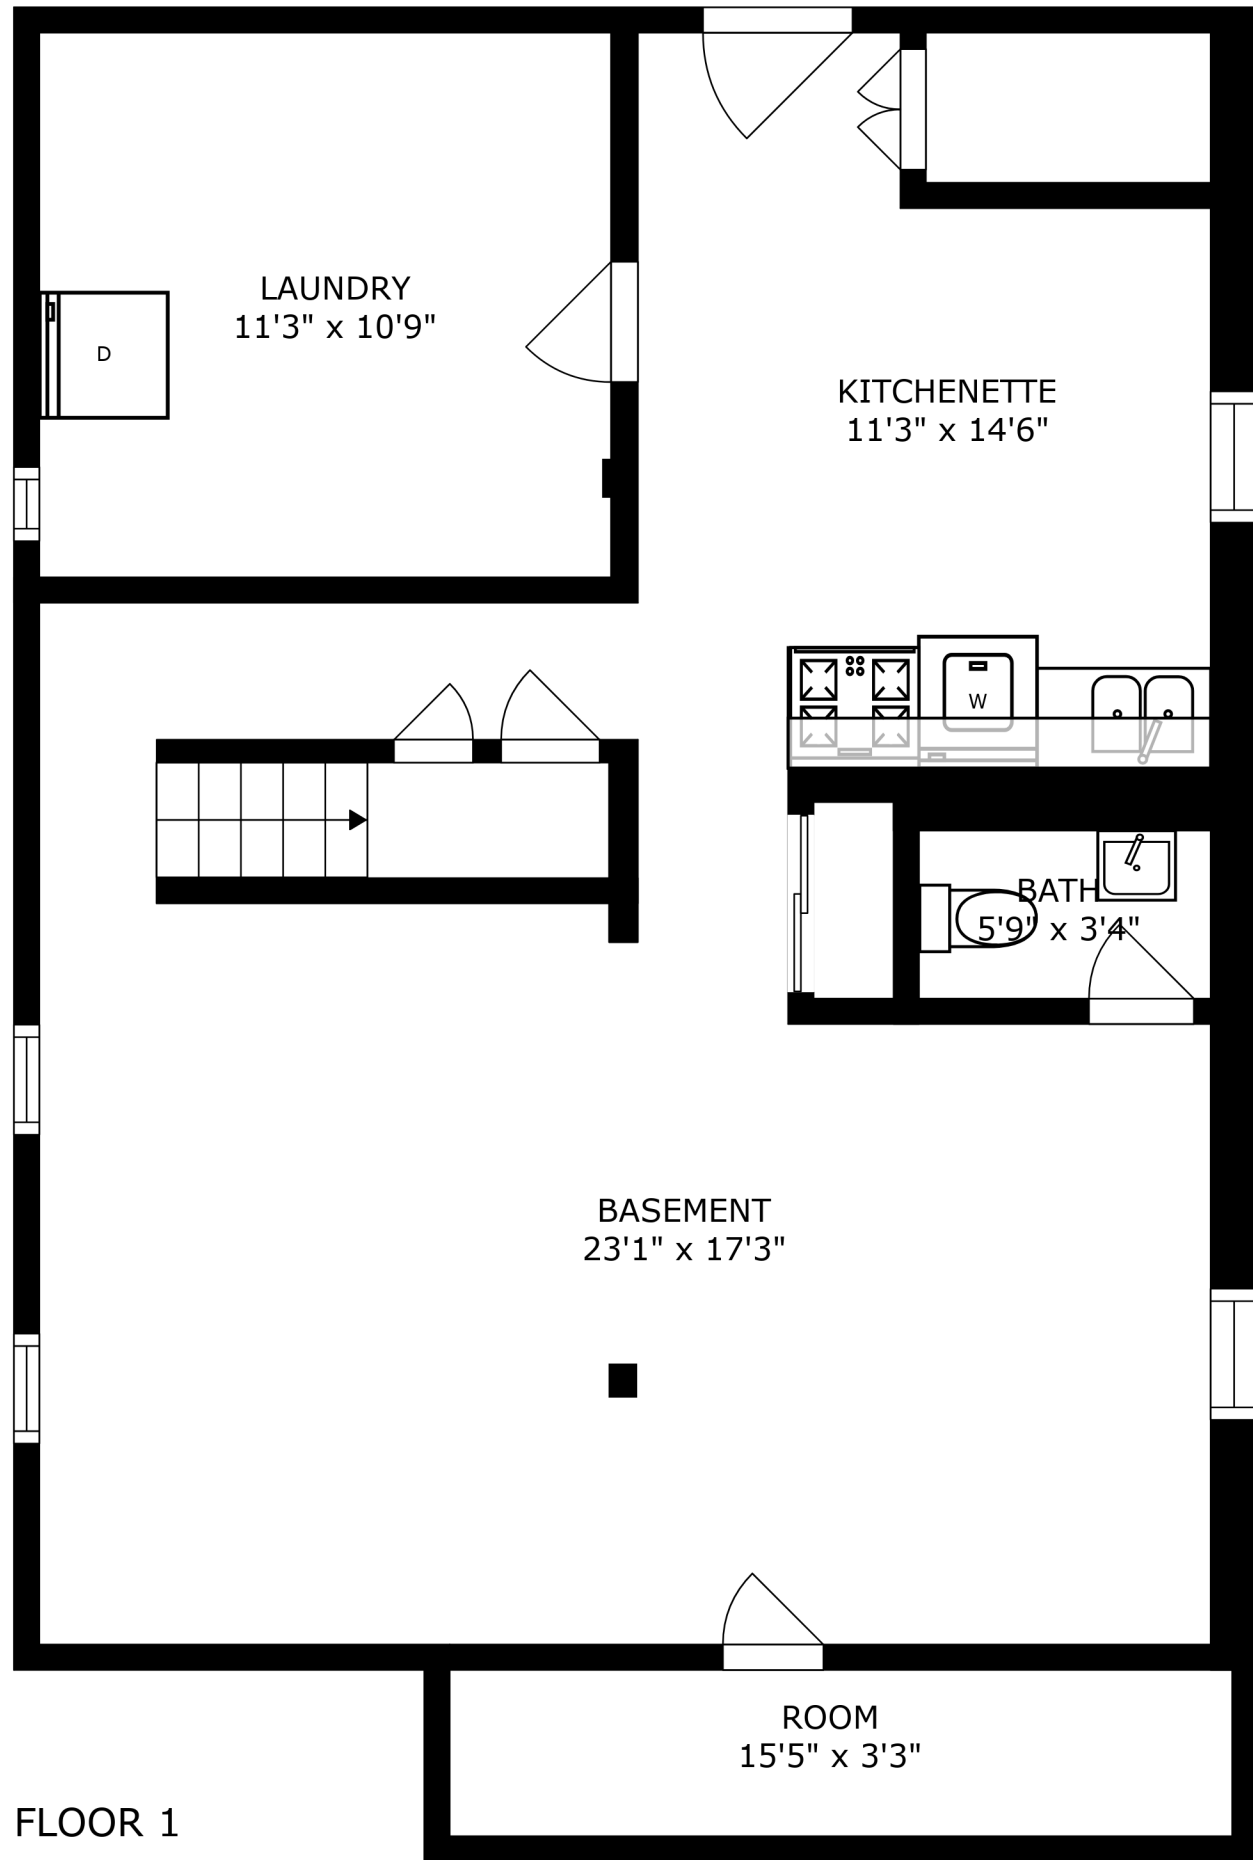 LAUNDRY
11'3" x 10'9"
D
KITCHENETTE
11'3" x 14'6"
W
BATH
5'9" x 3'4"
BASEMENT
23'1" x 17'3"
ROOM
15'5" x 3'3"
FLOOR 1